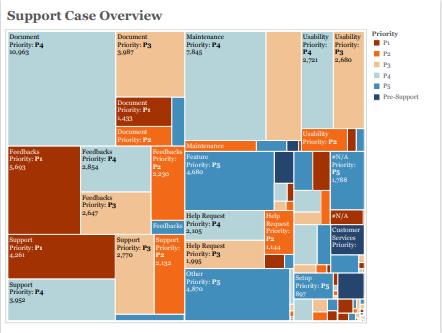 Support Case Overview
Document
Priority: P4
10,963
Document
Priority: P3
3,987
Document
Priority: P1
1,433
Document
Priority: P2
Maintenance
Priority: P4
7,845
Maintenance
Usability
Priority:
P4
2,721
Usability
Priority:
P3
2,680
Usability
Priority: P2
Feedbacks
Priority: P1
5,693
Feedbacks
Priority: P4
2,854
Feedbacks
Priority: P3
2,647
Feedbacks
Priority:
P2
2,230
Feedbacks
Feature
Priority: P5
4,680
#N/A
Priority:
P5
1,788
#N/A
Help Request
Priority: P4
2,105
Help Request
Priority: P3
1,995
Help
Request
Priority:
P2
1,144
Customer
Services
Priority:
Support
Priority: P1
4,261
Support
Priority: P4
3,952
Support
Priority: P3
2,770
Support
Priority:
P2
2,132
Other
Priority: P5
4,870
Setup
Priority: P5
897
Priority
P1
P2
P3
P4
P5
Pre-Support